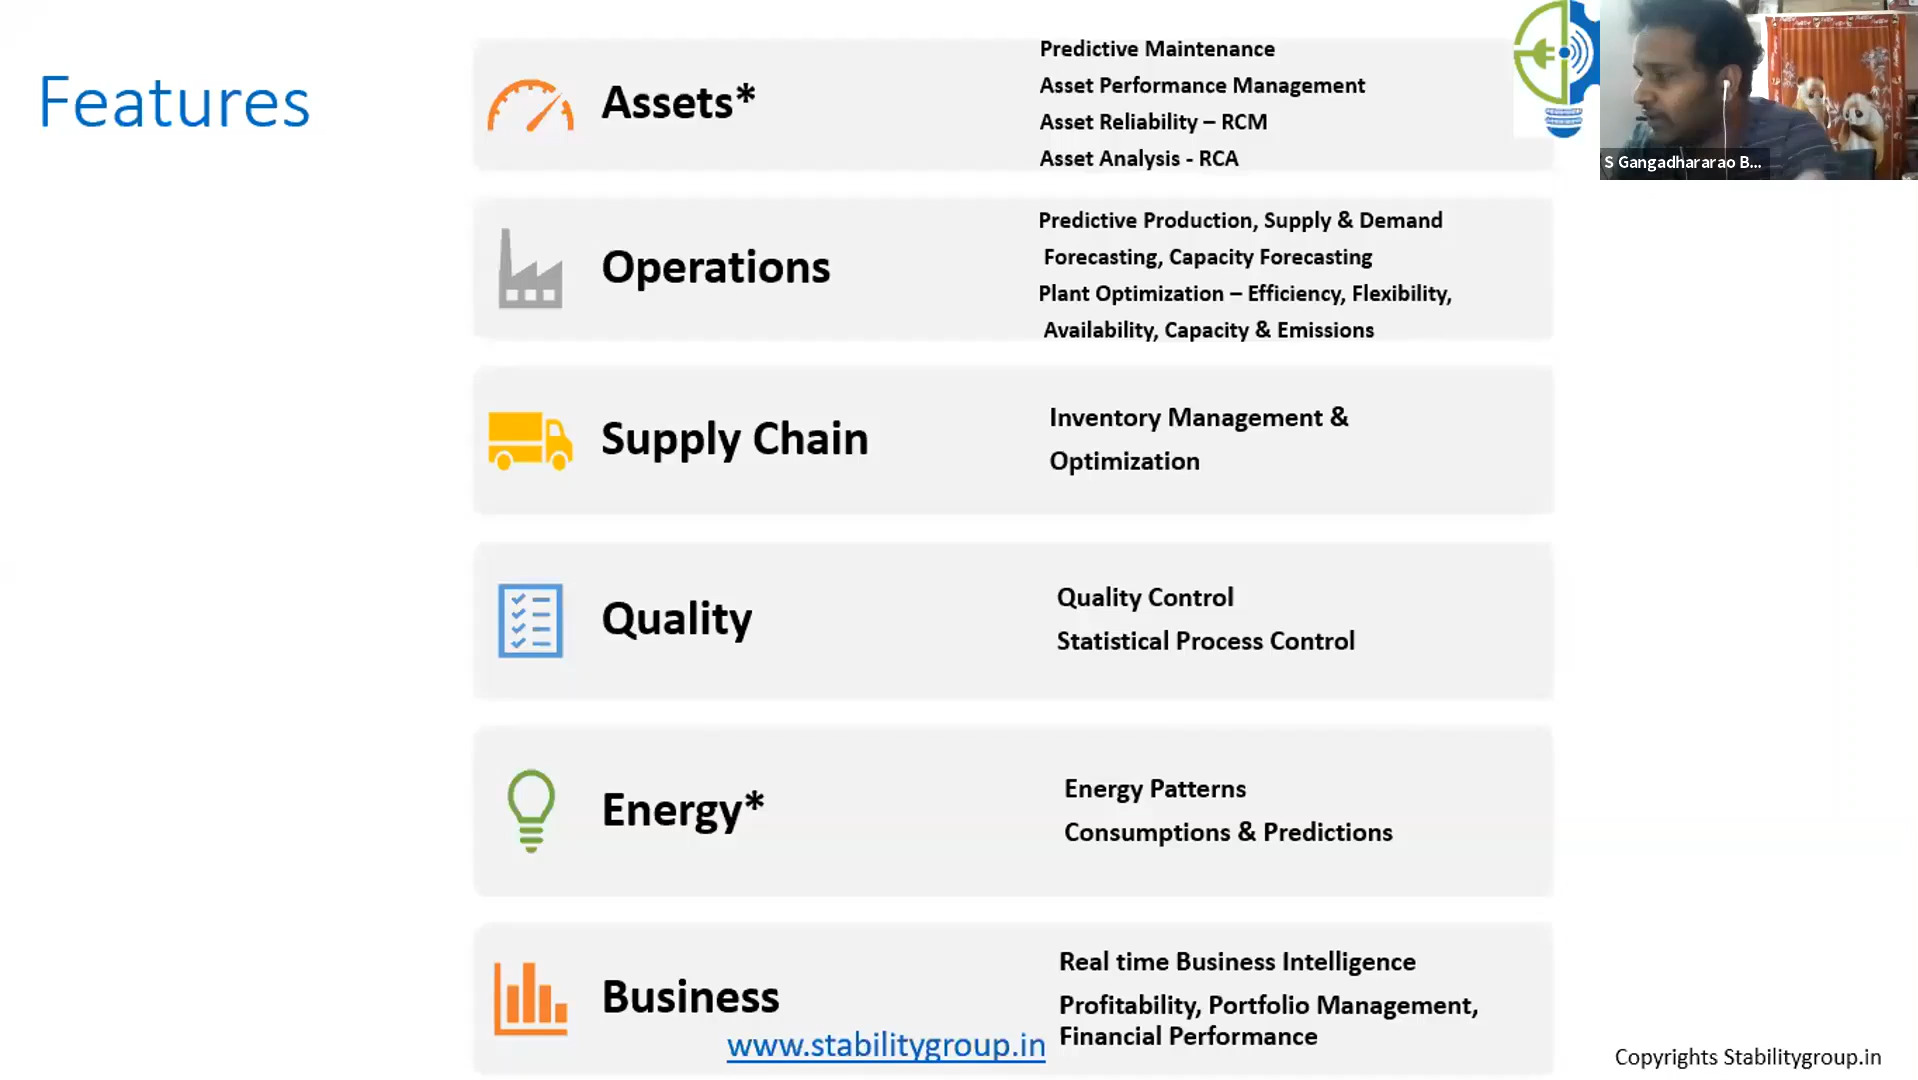 Features
Assets*
Predictive Maintenance
Asset Performance Management
Asset Reliability – RCM
Asset Analysis - RCA
S Gangadhararao B...
Operations
Predictive Production, Supply & Demand
Forecasting, Capacity Forecasting
Plant Optimization – Efficiency, Flexibility,
Availability, Capacity & Emissions
Supply Chain
Inventory Management &
Optimization
Quality
Quality Control
Statistical Process Control
Energy*
Energy Patterns
Consumptions & Predictions
Business
Real time Business Intelligence
Profitability, Portfolio Management,
Financial Performance
www.stabilitygroup.in
Copyrights Stabilitygroup.in